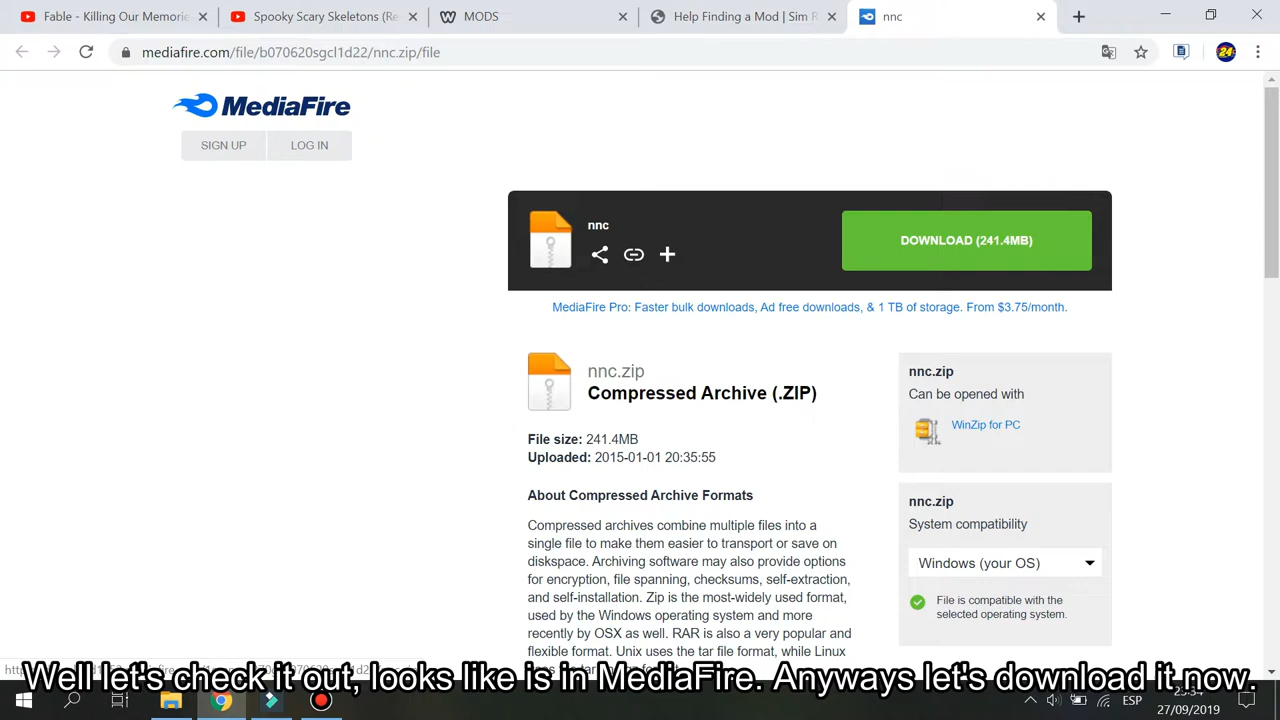 Fable - Killing Our Memorie
Spooky Scary Skeletons (Re
MODS
Help Finding a Mod | Sim R
nnc
mediafire.com/file/b070620sgcl1d22/nnc.zip/file
24
MediaFire
SIGN UP
LOG IN
nnc
DOWNLOAD (241.4MB)
MediaFire Pro: Faster bulk downloads, Ad free downloads, & 1 TB of storage. From $3.75/month.
nnc.zip
Compressed Archive (.ZIP)
File size: 241.4MB
Uploaded: 2015-01-01 20:35:55
About Compressed Archive Formats
Compressed archives combine multiple files into a
single file to make them easier to transport or save on
diskspace. Archiving software may also provide options
for encryption, file spanning, checksums, self-extraction,
and self-installation. Zip is the most-widely used format,
used by the Windows operating system and more
recently by OSX as well. RAR is also a very popular and
flexible format. Unix uses the tar file format, while Linux
nnc.zip
Can be opened with
WinZip for PC
nnc.zip
System compatibility
Windows (your OS)
File is compatible with the
selected operating system.
Well let's check it out, looks like is in MediaFire. Anyways let's download it now.
ESP
27/09/2019